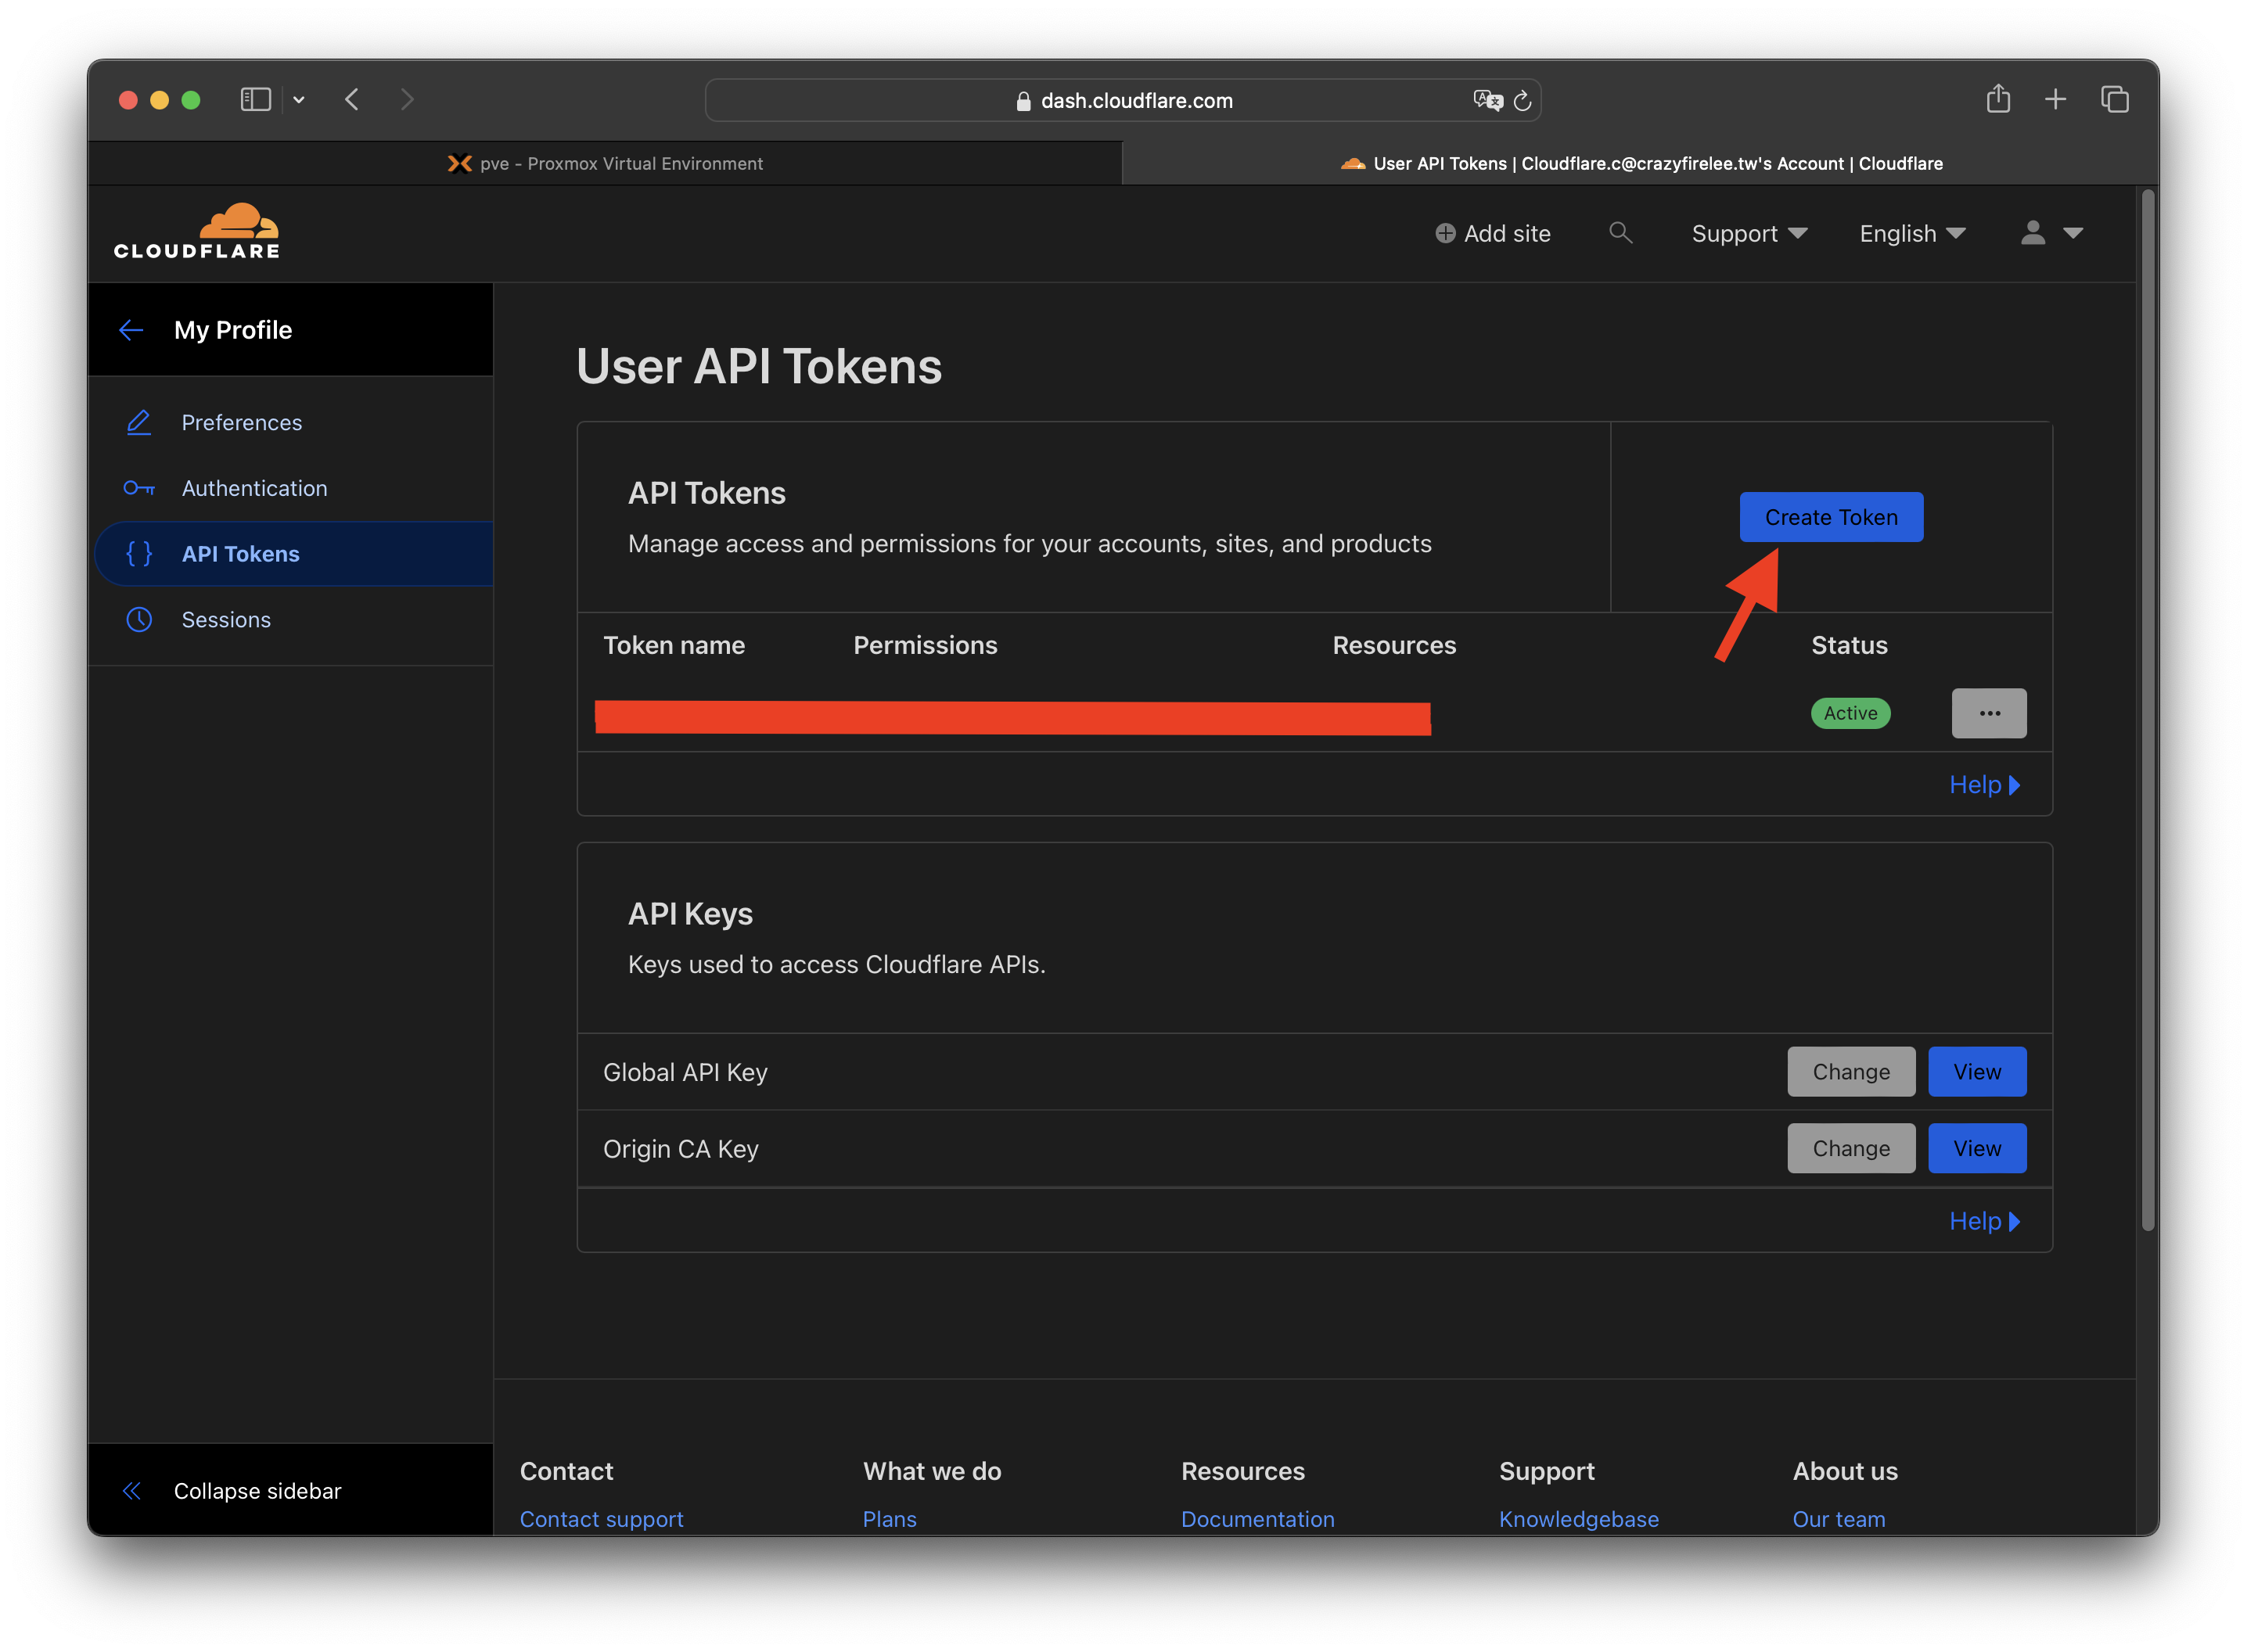 dash.cloudflare.com
pve - Proxmox Virtual Environment
User API Tokens | Cloudflare.c@crazyfirelee.tw's Account | Cloudflare
CLOUDFLARE
Add site
Support
English
My Profile
Preferences
Authentication
{ } API Tokens
Sessions
Collapse sidebar
User API Tokens
API Tokens
Manage access and permissions for your accounts, sites, and products
Create Token
Token name Permissions Resources Status
Active ...
Help
API Keys
Keys used to access Cloudflare APIs.
Global API Key Change View
Origin CA Key Change View
Help
Contact What we do Resources Support About us
Contact support Plans Documentation Knowledgebase Our team